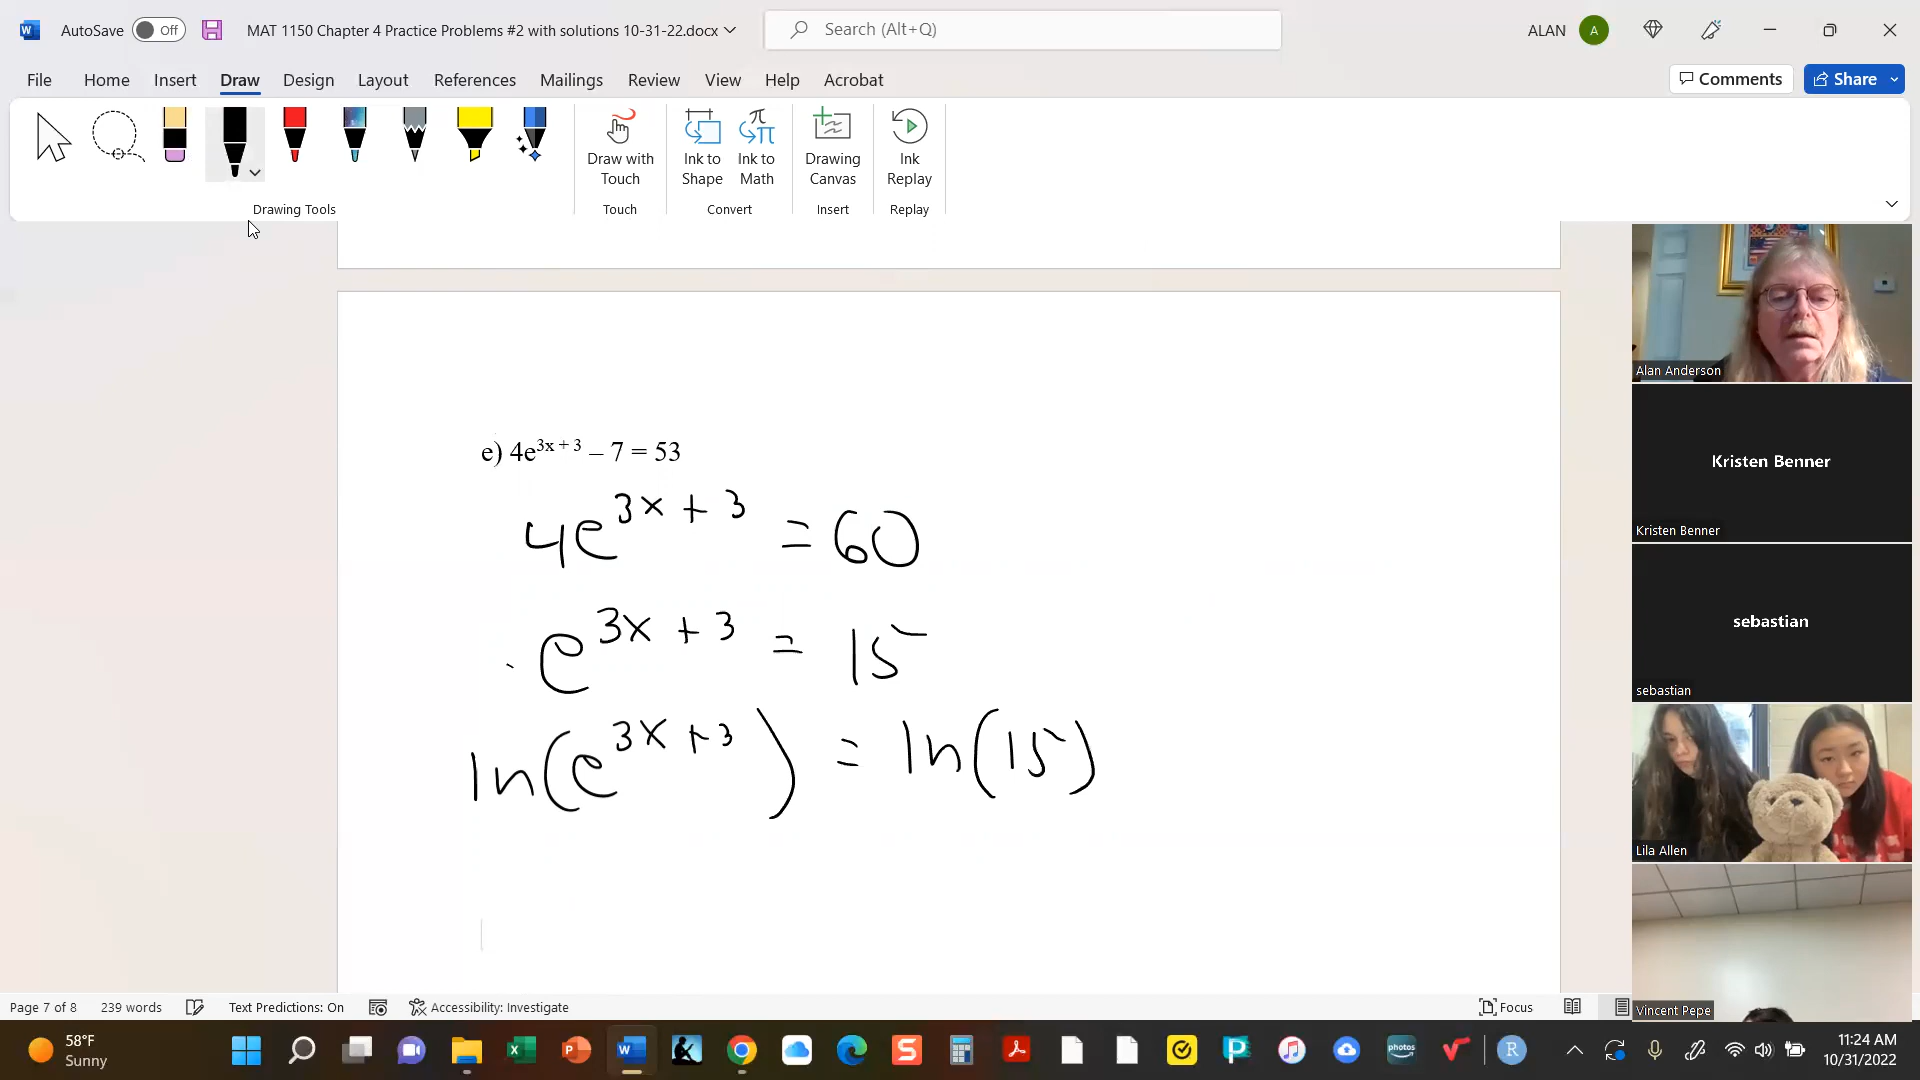 AutoSave Off MAT 1150 Chapter 4 Practice Problems #2 with solutions 10-31-22.docx Search (Alt+Q) ALAN A
File Home Insert Draw Design Layout References Mailings Review View Help Acrobat Comments Share
Draw with Touch
Ink to Shape
Ink to Math
Drawing Canvas
Ink Replay
Drawing Tools Touch Convert Insert Replay
e) 4e^{3x + 3} – 7 = 53
4e^{3x + 3} = 60
e^{3x + 3} = 15
ln(e^{3x + 3}) = ln(15)
Alan Anderson
Kristen Benner
Kristen Benner
sebastian
sebastian
Lila Allen
Vincent Pepe
Page 7 of 8 239 words Text Predictions: On Accessibility: Investigate Focus
58°F
Sunny
photos
11:24 AM
10/31/2022